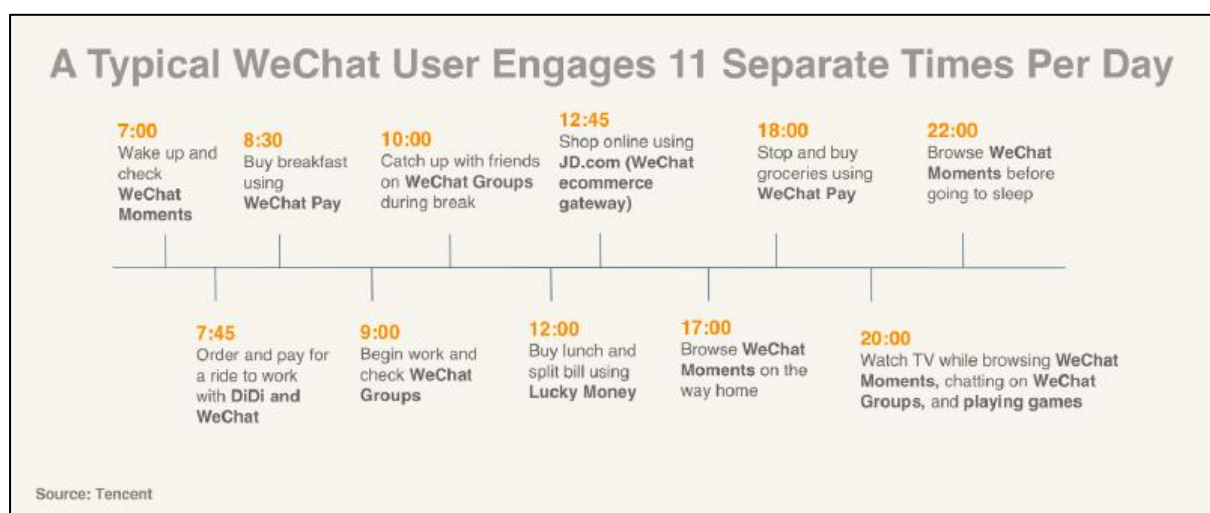 A Typical WeChat User Engages 11 Separate Times Per Day
7:00
Wake up and
check
WeChat
Moments
7:45
Order and pay for
a ride to work
with DiDi and
WeChat
8:30
Buy breakfast
using
WeChat Pay
9:00
Begin work and
check WeChat
Groups
10:00
Catch up with friends
on WeChat Groups
during break
12:00
Buy lunch and
split bill using
Lucky Money
12:45
Shop online using
JD.com (WeChat
ecommerce
gateway)
17:00
Browse WeChat
Moments on the
way home
18:00
Stop and buy
groceries using
WeChat Pay
20:00
Watch TV while browsing WeChat
Moments, chatting on WeChat
Groups, and playing games
22:00
Browse WeChat
Moments before
going to sleep
Source: Tencent